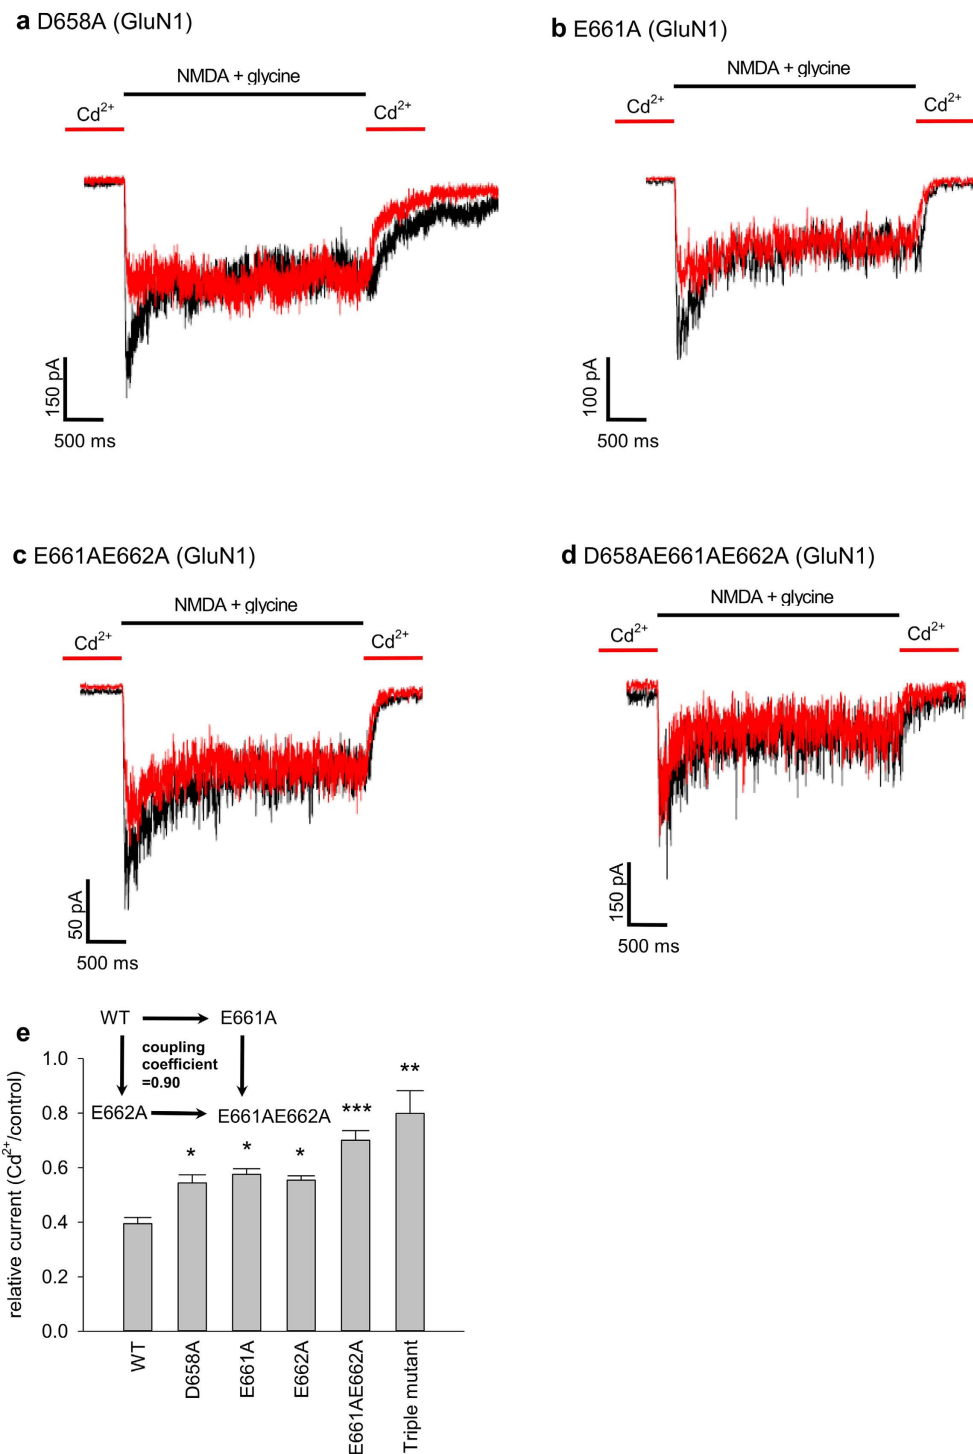 a D658A (GluN1)
NMDA + glycine
Cd2+
Cd2+
150 pA
500 ms
b E661A (GluN1)
NMDA + glycine
Cd2+
Cd2+
100 pA
500 ms
c E661AE662A (GluN1)
NMDA + glycine
Cd2+
Cd2+
50 pA
500 ms
d D658AE661AE662A (GluN1)
NMDA + glycine
Cd2+
Cd2+
150 pA
500 ms
e
WT
E661A
coupling
coefficient
=0.90
E662A
E661AE662A
relative current (Cd2+/control)
1.0
0.8
0.6
0.4
0.2
0.0
*
*
*
***
**
WT
D658A
E661A
E662A
E661AE662A
Triple mutant